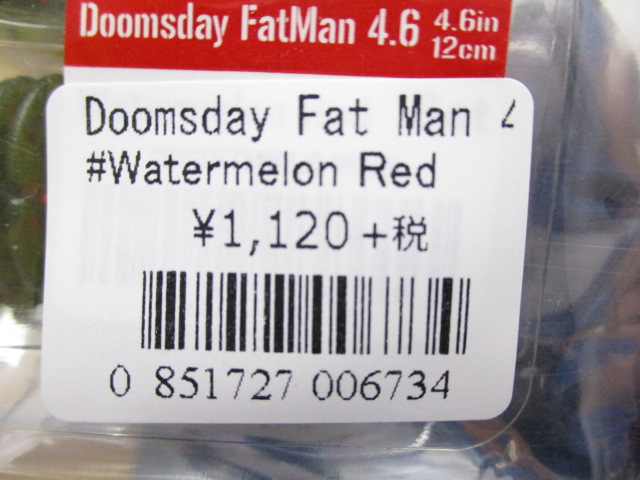 Doomsday FatMan 4.6 4.6in
12cm
Doomsday Fat Man
#Watermelon Red
¥1,120+税
0 851727 006734